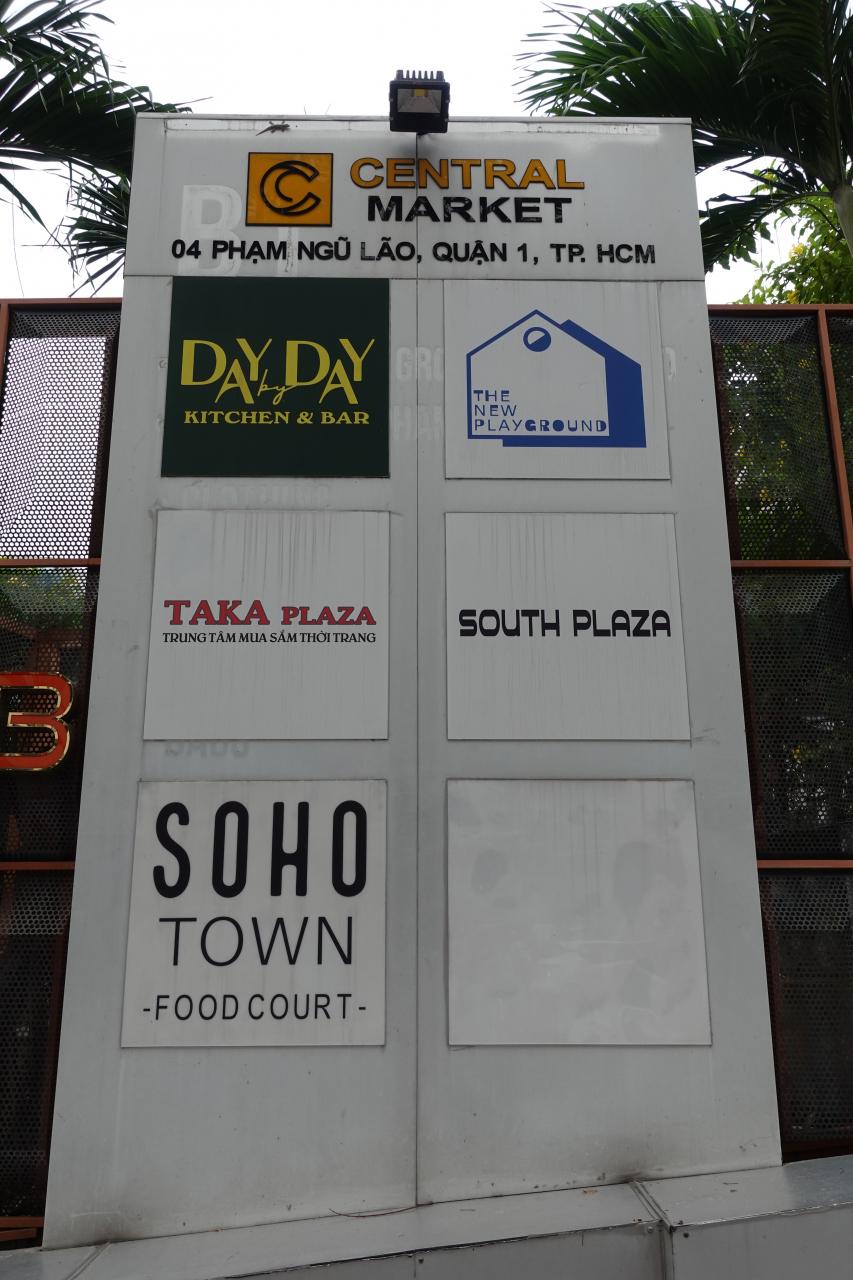 CENTRAL
MARKET
04 PHẠM NGŨ LÃO, QUẬN 1, TP. HCM
DAY by DAY
KITCHEN & BAR
THE
NEW
PLAYGROUND
TAKA PLAZA
TRUNG TÂM MUA SẮM THỜI TRANG
SOUTH PLAZA
SOHO
TOWN
-FOOD COURT-
B